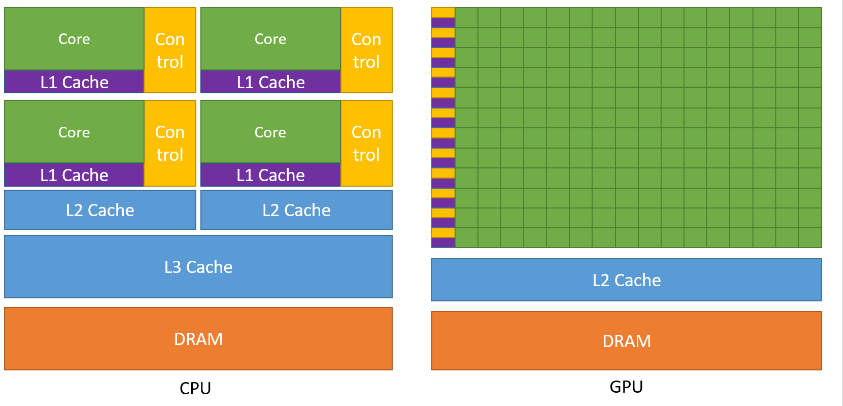 Core
Con
trol
Core
Con
trol
L1 Cache
L1 Cache
Core
Con
trol
Core
Con
trol
L1 Cache
L1 Cache
L2 Cache
L2 Cache
L3 Cache
DRAM
CPU
L2 Cache
DRAM
GPU